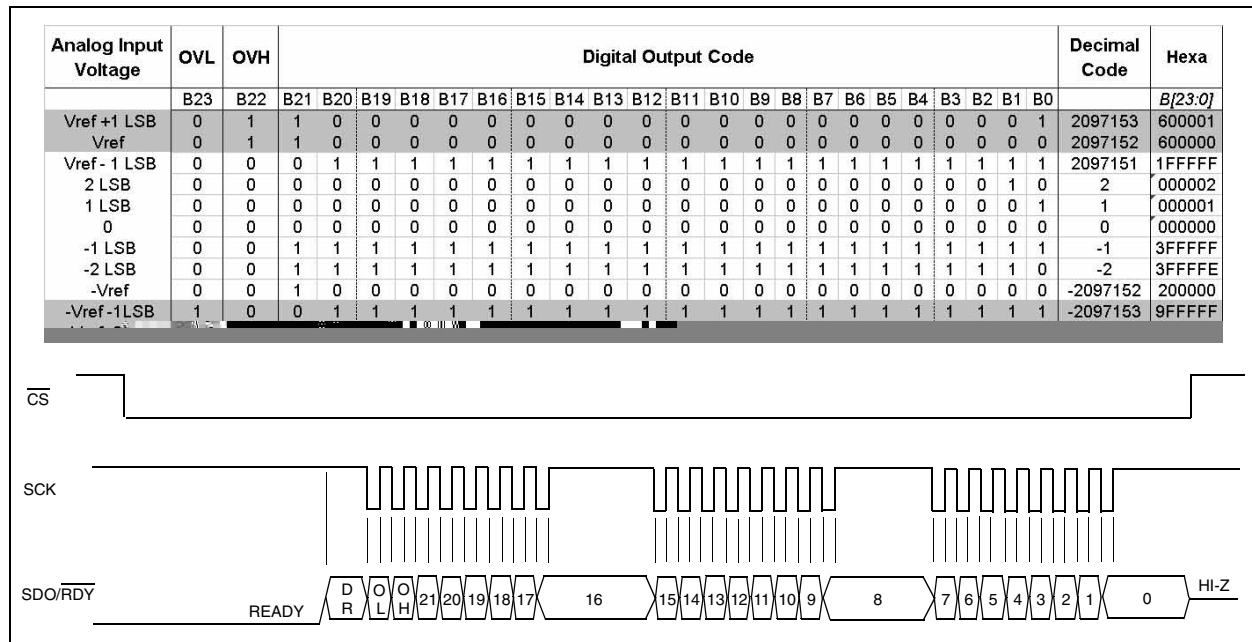 Analog Input Voltage OVL OVH Digital Output Code Decimal Code Hexa
B23 B22 B21 B20 B19 B18 B17 B16 B15 B14 B13 B12 B11 B10 B9 B8 B7 B6 B5 B4 B3 B2 B1 B0 B[23:0]
Vref +1 LSB 0 1 1 0 0 0 0 0 0 0 0 0 0 0 0 0 0 0 0 0 0 0 0 1 2097153 600001
Vref 0 1 1 0 0 0 0 0 0 0 0 0 0 0 0 0 0 0 0 0 0 0 0 0 2097152 600000
Vref - 1 LSB 0 0 0 1 1 1 1 1 1 1 1 1 1 1 1 1 1 1 1 1 1 1 1 1 2097151 1FFFFF
2 LSB 0 0 0 0 0 0 0 0 0 0 0 0 0 0 0 0 0 0 0 0 0 0 1 0 2 000002
1 LSB 0 0 0 0 0 0 0 0 0 0 0 0 0 0 0 0 0 0 0 0 0 0 0 1 1 000001
0 0 0 0 0 0 0 0 0 0 0 0 0 0 0 0 0 0 0 0 0 0 0 0 0 0 000000
-1 LSB 0 0 1 1 1 1 1 1 1 1 1 1 1 1 1 1 1 1 1 1 1 1 1 1 -1 3FFFFF
-2 LSB 0 0 1 1 1 1 1 1 1 1 1 1 1 1 1 1 1 1 1 1 1 1 1 0 -2 3FFFFE
-Vref 0 0 1 0 0 0 0 0 0 0 0 0 0 0 0 0 0 0 0 0 0 0 0 0 -2097152 200000
-Vref -1LSB 1 0 0 1 1 1 1 1 1 1 1 1 1 1 1 1 1 1 1 1 1 1 1 1 -2097153 9FFFFF
CS
SCK
SDO/RDY READY DR OL OH 21 20 19 18 17 16 15 14 13 12 11 10 9 8 7 6 5 4 3 2 1 0 HI-Z